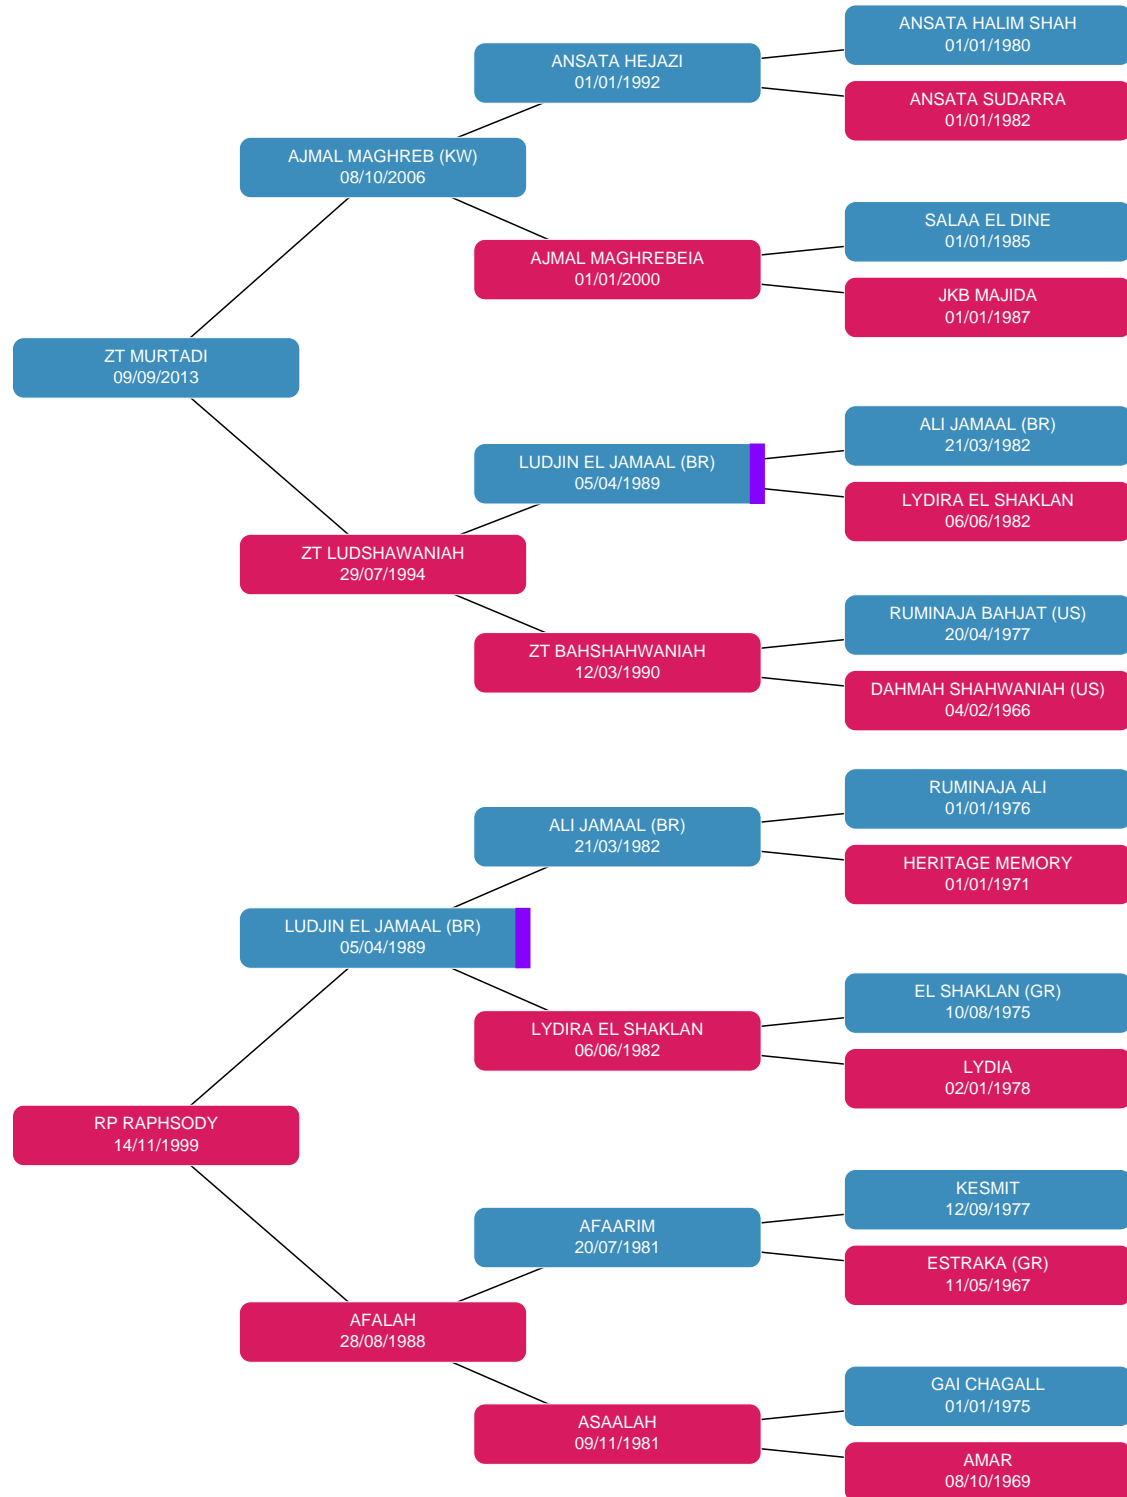 ANSATA HALIM SHAH
01/01/1980
ANSATA HEJAZI
01/01/1992
ANSATA SUDARRA
01/01/1982
AJMAL MAGHREB (KW)
08/10/2006
SALAA EL DINE
01/01/1985
AJMAL MAGHREBEIA
01/01/2000
JKB MAJIDA
01/01/1987
ZT MURTADI
09/09/2013
ALI JAMAAL (BR)
21/03/1982
LUDJIN EL JAMAAL (BR)
05/04/1989
LYDIRA EL SHAKLAN
06/06/1982
ZT LUDSHAWANIAH
29/07/1994
RUMINAJA BAHJAT (US)
20/04/1977
ZT BAHSHAHWANIAH
12/03/1990
DAHMAH SHAHWANIAH (US)
04/02/1966
RUMINAJA ALI
01/01/1976
ALI JAMAAL (BR)
21/03/1982
HERITAGE MEMORY
01/01/1971
LUDJIN EL JAMAAL (BR)
05/04/1989
EL SHAKLAN (GR)
10/08/1975
LYDIRA EL SHAKLAN
06/06/1982
LYDIA
02/01/1978
RP RAPHSODY
14/11/1999
KESMIT
12/09/1977
AFAARIM
20/07/1981
ESTRAKA (GR)
11/05/1967
AFALAH
28/08/1988
GAI CHAGALL
01/01/1975
ASAALAH
09/11/1981
AMAR
08/10/1969